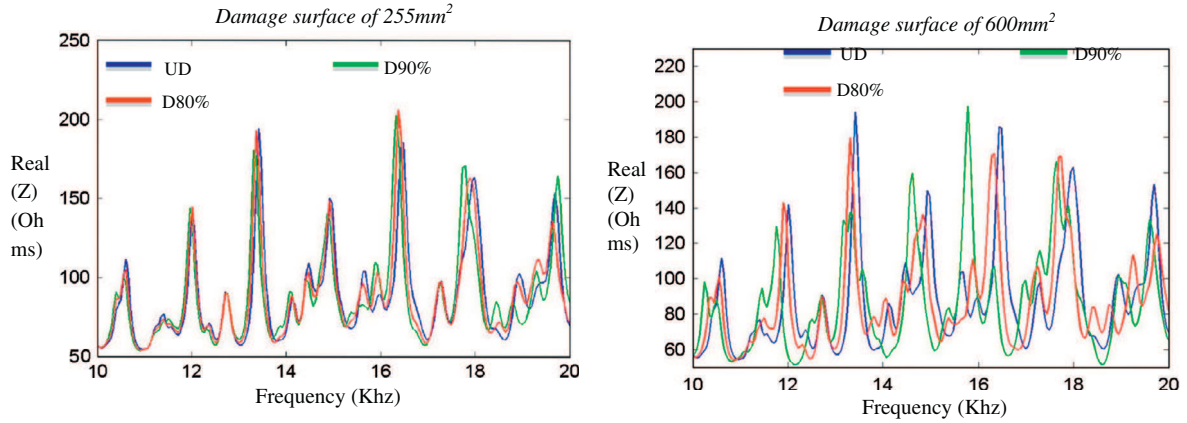 Damage surface of 255mm²
250
200
150
100
50
Real
(Z)
(Oh
ms)
UD
D90%
D80%
10
12
14
16
18
20
Frequency (Khz)
Damage surface of 600mm²
220
200
180
160
140
120
100
80
60
Real
(Z)
(Oh
ms)
UD
D90%
D80%
10
12
14
16
18
20
Frequency (Khz)